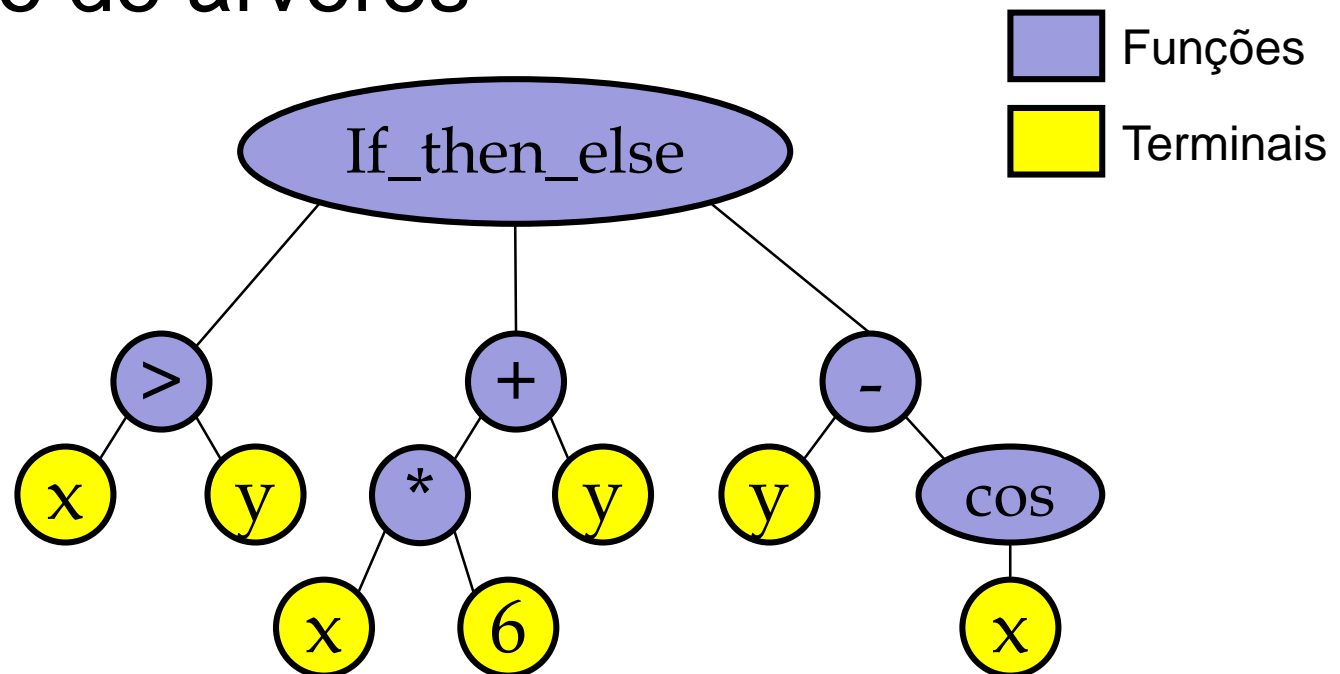 de árvores
Funções
Terminais
If_then_else
> + -
x y * y y cos
x 6 x